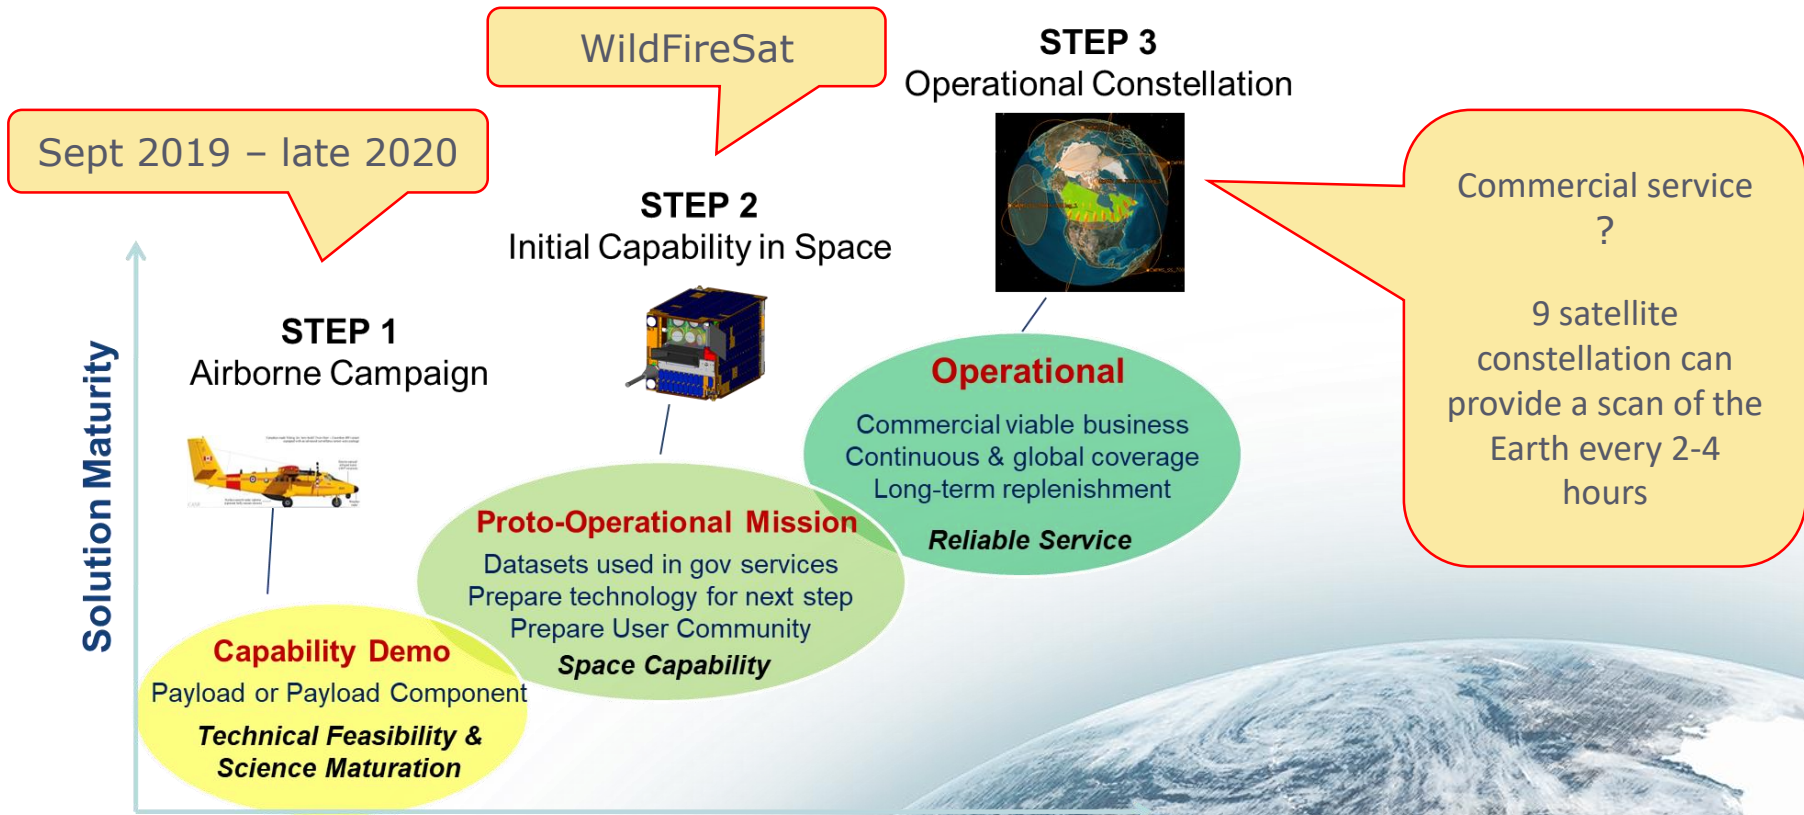 WildFireSat
STEP 3
Operational Constellation
Sept 2019 – late 2020
Commercial service
?
9 satellite
constellation can
provide a scan of the
Earth every 2-4
hours
STEP 2
Initial Capability in Space
STEP 1
Airborne Campaign
Solution Maturity
Operational
Commercial viable business
Continuous & global coverage
Long-term replenishment
Reliable Service
Proto-Operational Mission
Datasets used in gov services
Prepare technology for next step
Prepare User Community
Space Capability
Capability Demo
Payload or Payload Component
Technical Feasibility &
Science Maturation